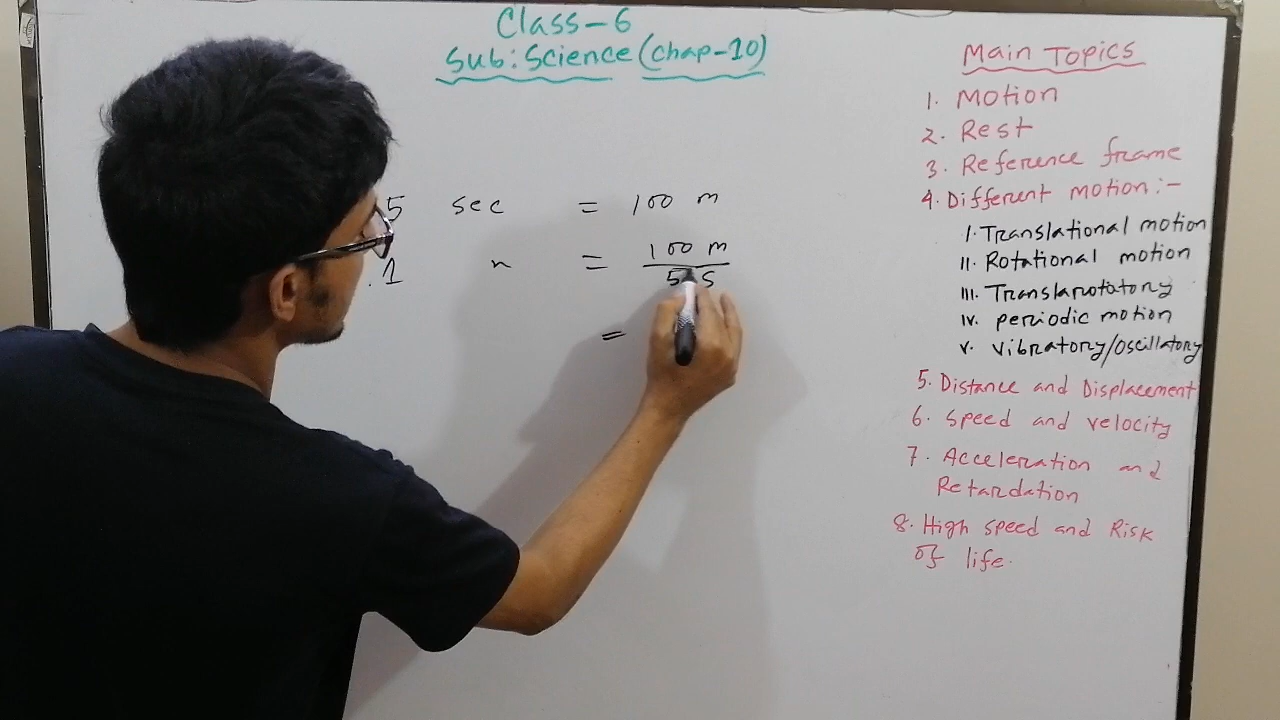 Class-6
Sub: Science (chap-10)
5 sec = 100 m
1 " = 100 m
5 s
=
Main Topics
1. Motion
2. Rest
3. Reference frame
4. Different motion:-
I. Translational motion
II. Rotational motion
III. Translarotatory
IV. periodic motion
V. vibratory/oscillatory
5. Distance and Displacement
6. Speed and velocity
7. Acceleration and
Retardation
8. High speed and Risk
of life.